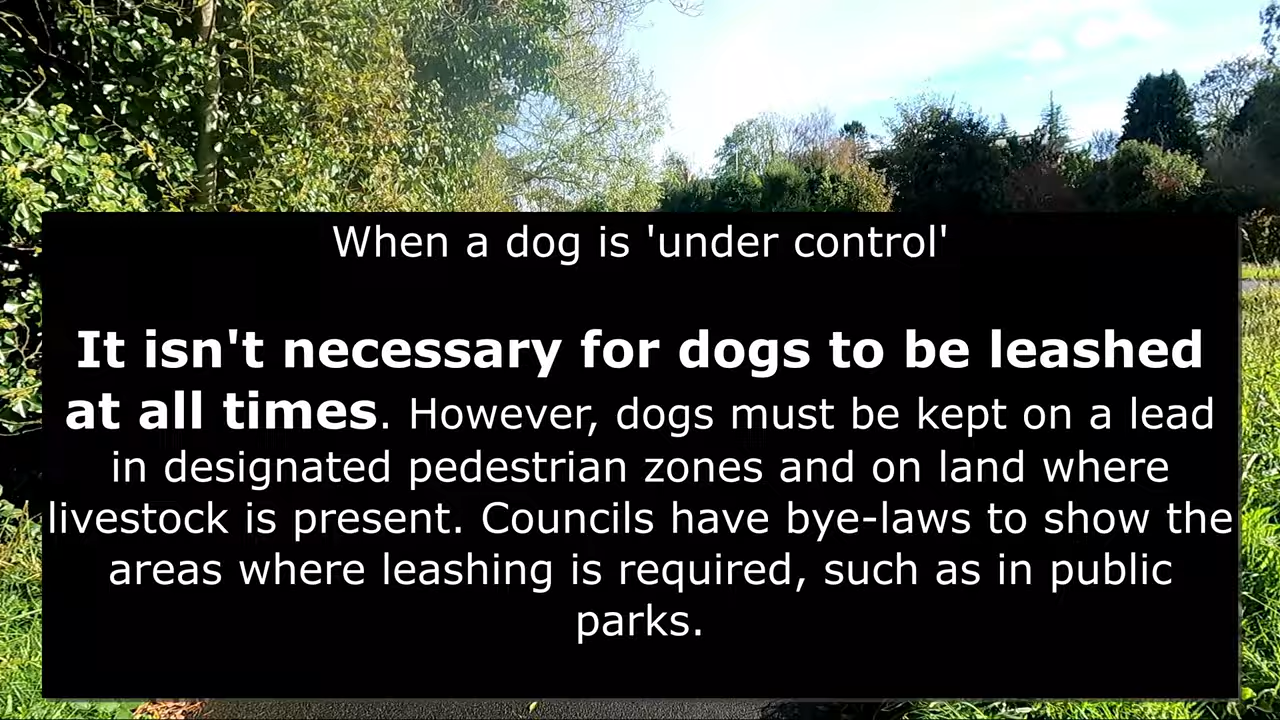 When a dog is 'under control'
It isn't necessary for dogs to be leashed
at all times. However, dogs must be kept on a lead
in designated pedestrian zones and on land where
livestock is present. Councils have bye-laws to show the
areas where leashing is required, such as in public
parks.